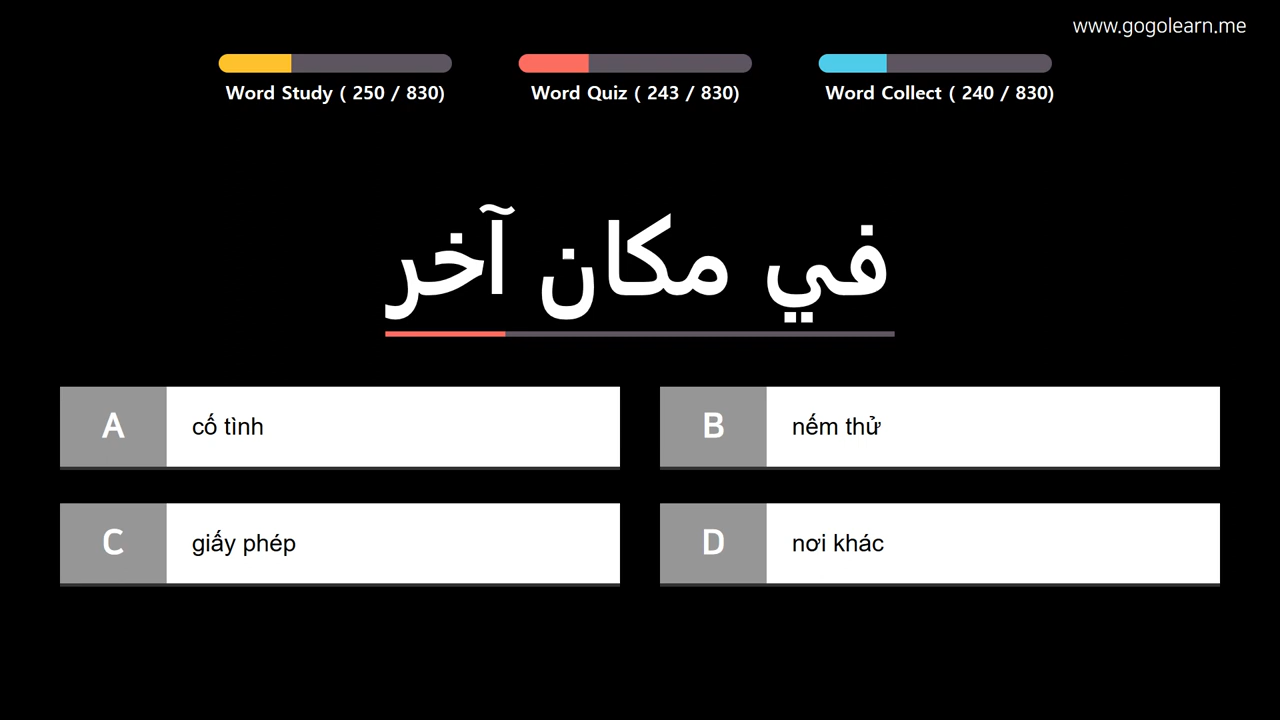 www.gogolearn.me
Word Study ( 250 / 830)
Word Quiz ( 243 / 830)
Word Collect ( 240 / 830)
في مكان آخر
A
cố tình
B
nếm thử
C
giấy phép
D
nơi khác